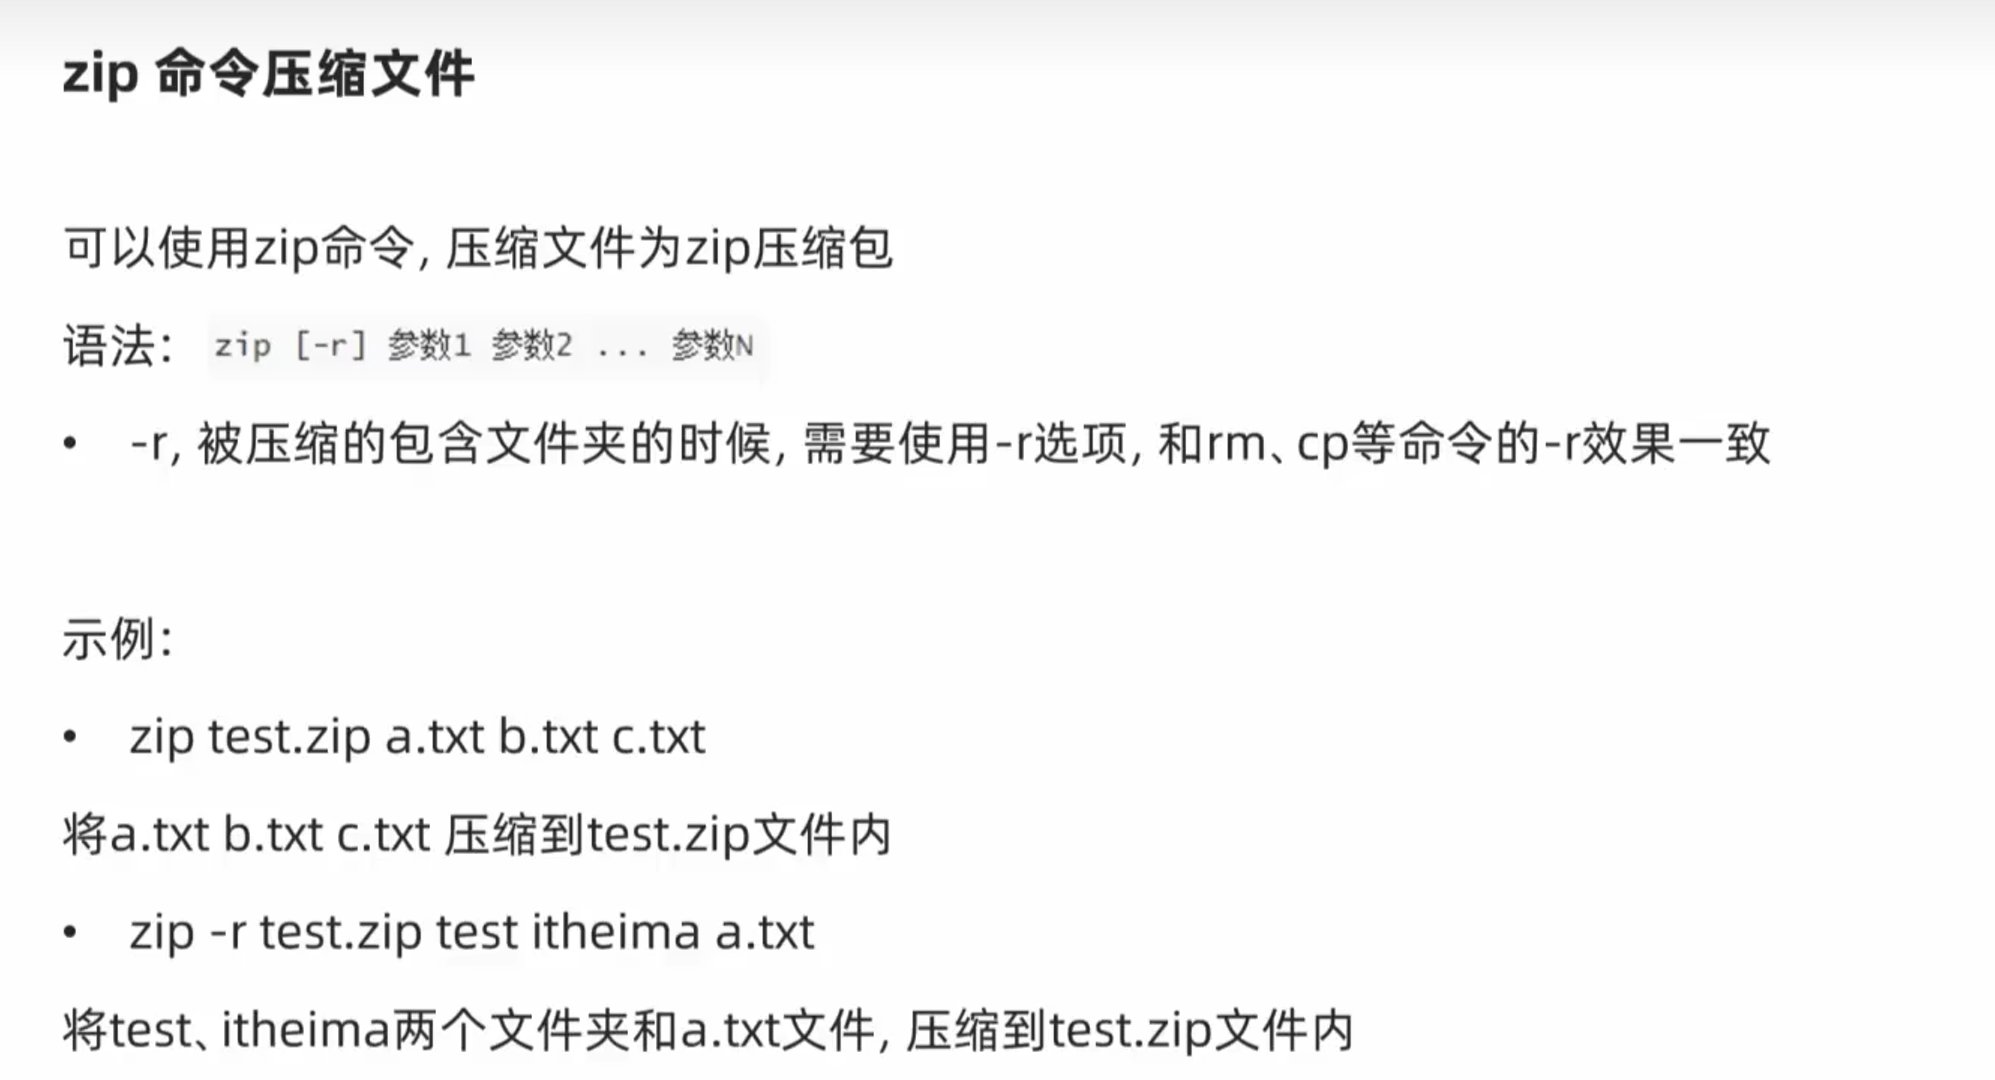 zip 命令压缩文件
可以使用zip命令, 压缩文件为zip压缩包
语法: zip [-r] 参数1 参数2 ... 参数N
• -r, 被压缩的包含文件夹的时候, 需要使用-r选项, 和rm、cp等命令的-r效果一致
示例:
• zip test.zip a.txt b.txt c.txt
将a.txt b.txt c.txt 压缩到test.zip文件内
• zip -r test.zip test itheima a.txt
将test、itheima两个文件夹和a.txt文件, 压缩到test.zip文件内